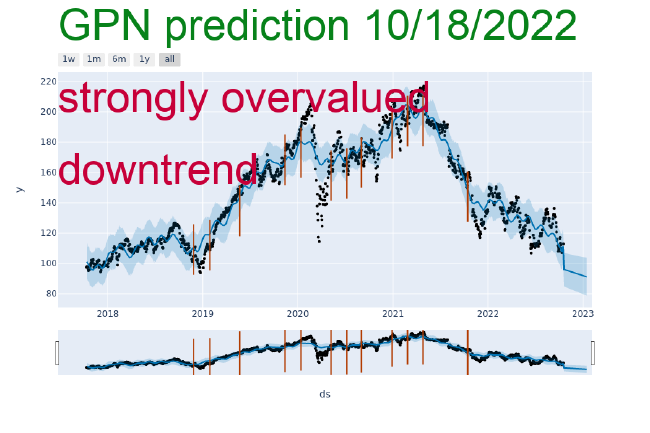 GPN prediction 10/18/2022
1w 1m 6m 1y all
strongly overvalued
downtrend
220
200
180
160
140
120
100
80
y
2018 2019 2020 2021 2022 2023
ds